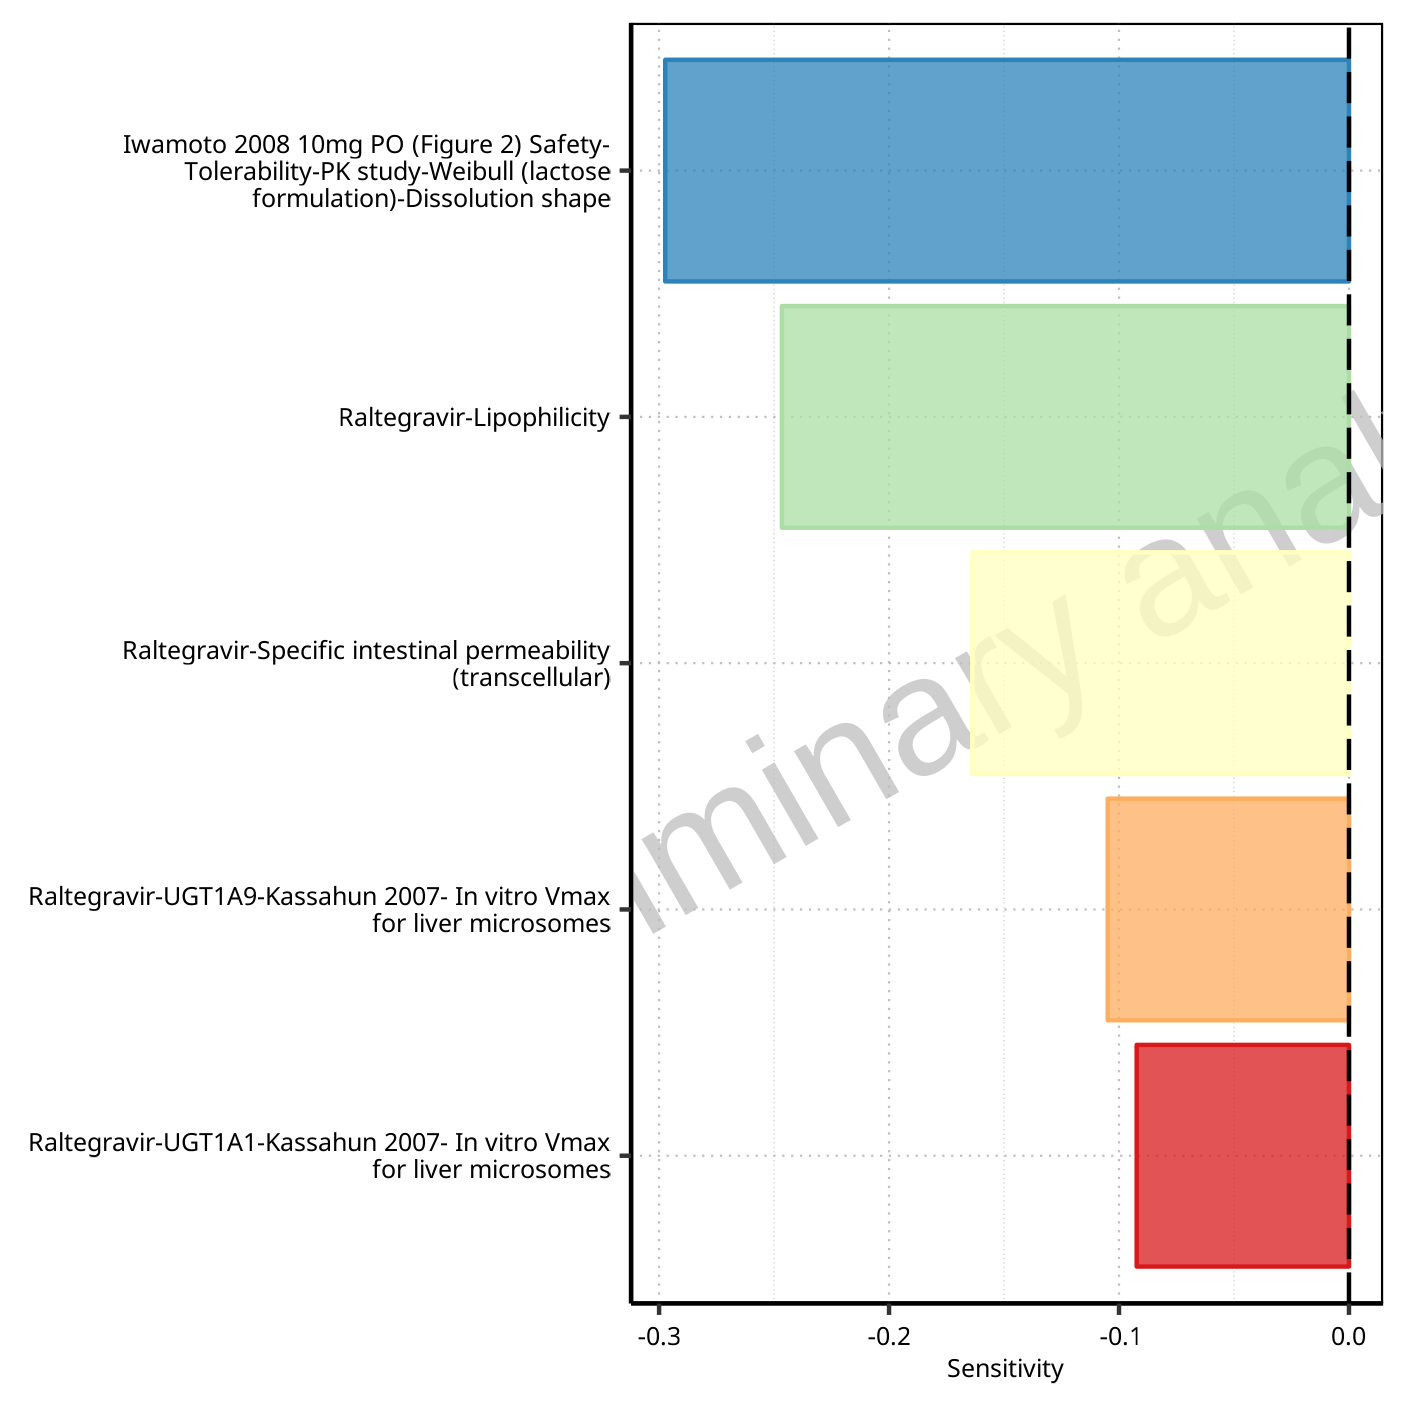 Iwamoto 2008 10mg PO (Figure 2) Safety-
Tolerability-PK study-Weibull (lactose
formulation)-Dissolution shape
Raltegravir-Lipophilicity
Raltegravir-Specific intestinal permeability
(transcellular)
Raltegravir-UGT1A9-Kassahun 2007- In vitro Vmax
for liver microsomes
Raltegravir-UGT1A1-Kassahun 2007- In vitro Vmax
for liver microsomes
minary anal
-0.3 -0.2 -0.1 0.0
Sensitivity